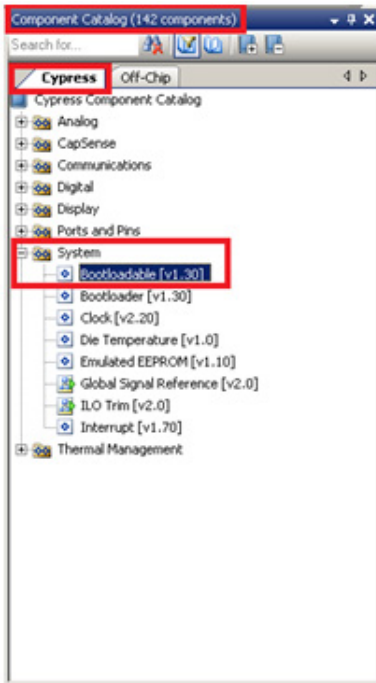 Component Catalog (142 components)
Search for...
Cypress Off-Chip
Cypress Component Catalog
Analog
CapSense
Communications
Digital
Display
Ports and Pins
System
Bootloadable [v1.30]
Bootloader [v1.30]
Clock [v2.20]
Die Temperature [v1.0]
Emulated EEPROM [v1.10]
Global Signal Reference [v2.0]
ILO Trim [v2.0]
Interrupt [v1.70]
Thermal Management